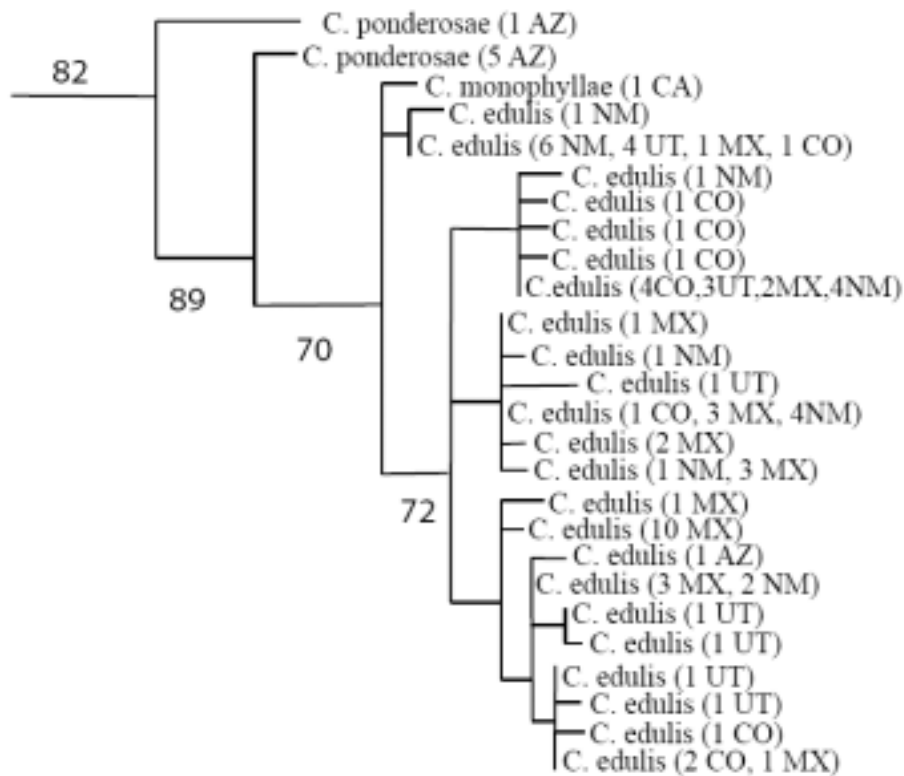 C. ponderosae (1 AZ)
C. ponderosae (5 AZ)
82
C. monophyllae (1 CA)
C. edulis (1 NM)
C. edulis (6 NM, 4 UT, 1 MX, 1 CO)
C. edulis (1 NM)
C. edulis (1 CO)
C. edulis (1 CO)
C. edulis (1 CO)
C.edulis (4CO,3UT,2MX,4NM)
89
C. edulis (1 MX)
70
C. edulis (1 NM)
C. edulis (1 UT)
C. edulis (1 CO, 3 MX, 4NM)
C. edulis (2 MX)
C. edulis (1 NM, 3 MX)
C. edulis (1 MX)
72
C. edulis (10 MX)
C. edulis (1 AZ)
C. edulis (3 MX, 2 NM)
C. edulis (1 UT)
C. edulis (1 UT)
C. edulis (1 UT)
C. edulis (1 UT)
C. edulis (1 CO)
C. edulis (2 CO, 1 MX)